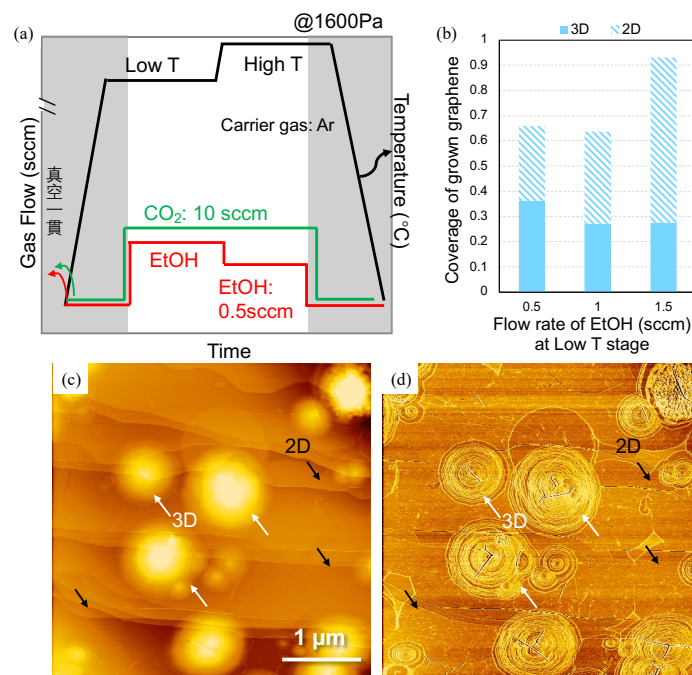 (a)
@1600Pa
Low T
High T
Carrier gas: Ar
Gas Flow (sccm)
真空一貫
Temperature (°C)
CO₂: 10 sccm
EtOH
EtOH:
0.5sccm
Time
(b)
3D
2D
Coverage of grown graphene
1
0.9
0.8
0.7
0.6
0.5
0.4
0.3
0.2
0.1
0
0.5
1
1.5
Flow rate of EtOH (sccm)
at Low T stage
(c)
2D
3D
1 μm
(d)
2D
3D